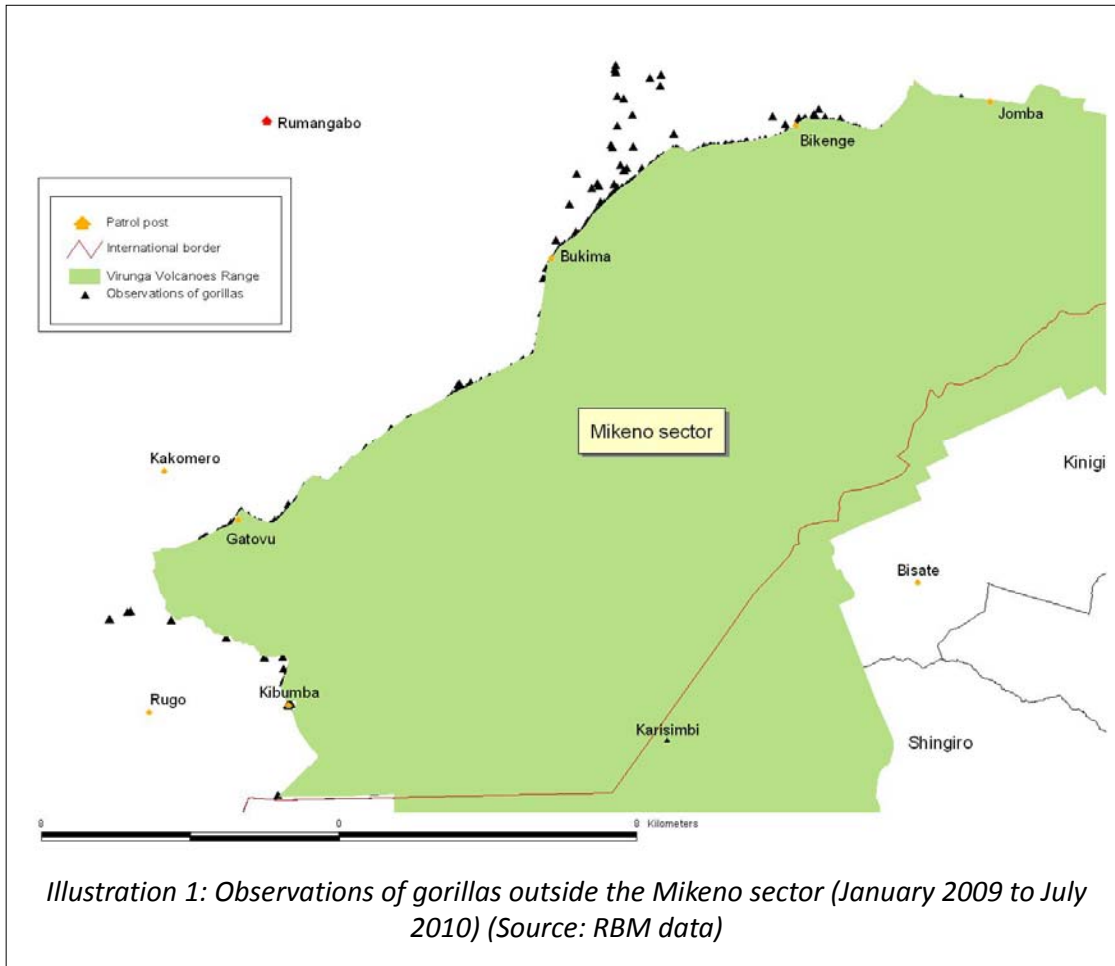 Rumangabo
Jomba
Bikenge
Patrol post
International border
Virunga Volcanoes Range
Observations of gorillas
Bukima
Mikeno sector
Kakomero
Kinigi
Gatovu
Bisate
Kibumba
Rugo
Karisimbi
Shingiro
8 0 8 Kilometers
Illustration 1: Observations of gorillas outside the Mikeno sector (January 2009 to July
2010) (Source: RBM data)